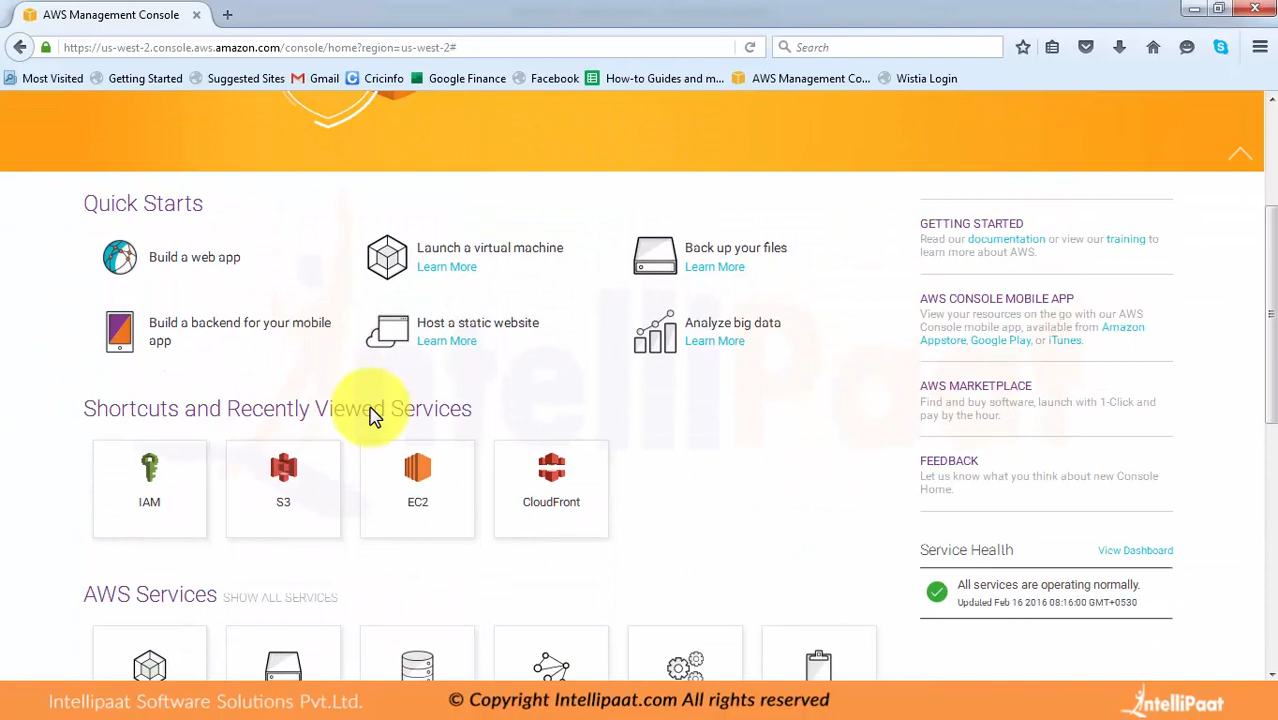 AWS Management Console
https://us-west-2.console.aws.amazon.com/console/home?region=us-west-2#
Search
Most Visited
Getting Started
Suggested Sites
Gmail
Cricinfo
Google Finance
Facebook
How-to Guides and m...
AWS Management Co...
Wistia Login
Quick Starts
Build a web app
Launch a virtual machine
Learn More
Back up your files
Learn More
Build a backend for your mobile
app
Host a static website
Learn More
Analyze big data
Learn More
Shortcuts and Recently Viewed Services
IAM
S3
EC2
CloudFront
AWS Services SHOW ALL SERVICES
GETTING STARTED
Read our documentation or view our training to
learn more about AWS.
AWS CONSOLE MOBILE APP
View your resources on the go with our AWS
Console mobile app, available from Amazon
Appstore, Google Play, or iTunes.
AWS MARKETPLACE
Find and buy software, launch with 1-Click and
pay by the hour.
FEEDBACK
Let us know what you think about new Console
Home.
Service Health
View Dashboard
All services are operating normally.
Updated Feb 16 2016 08:16:00 GMT+0530
IntelliPaat
Intellipaat Software Solutions Pvt.Ltd.
© Copyright Intellipaat.com All rights reserved
IntelliPaat